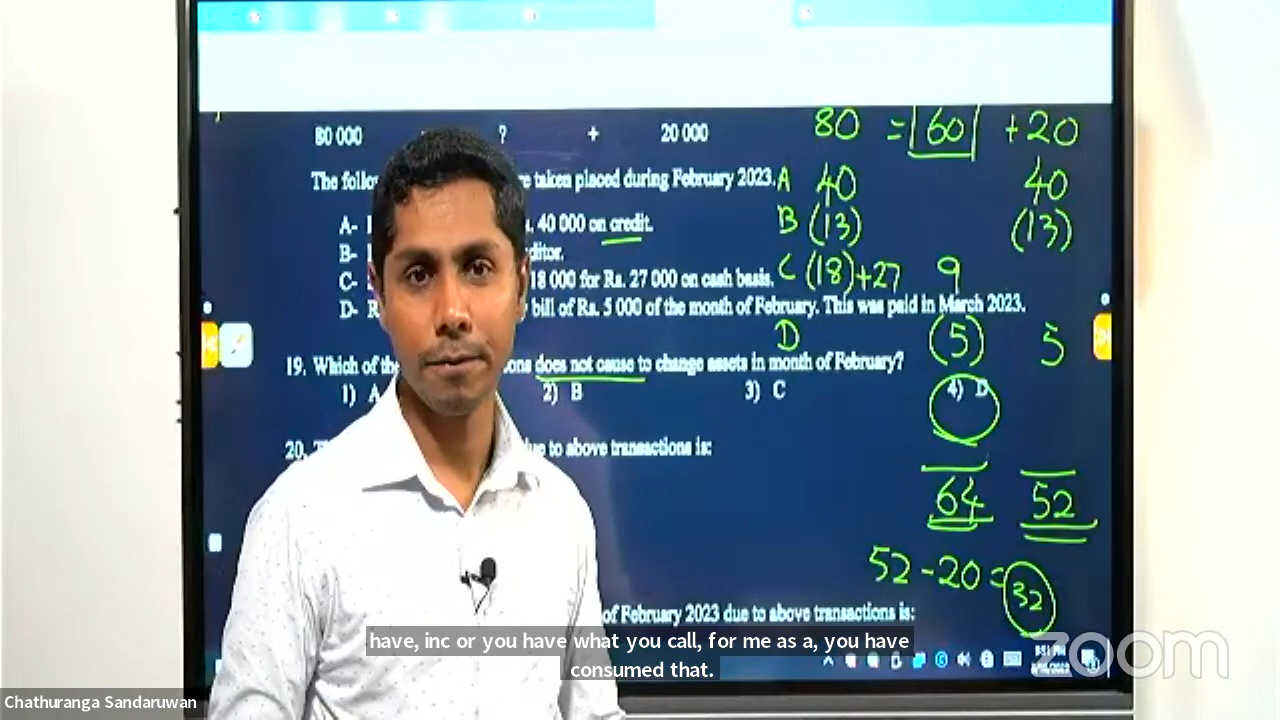 80 000 ? + 20 000 80 = 60 + 20
The follo re taken placed during February 2023. A 40 40
A- . 40 000 on credit. B (13) (13)
B- ditor.
C- 18 000 for Rs. 27 000 on cash basis. C (18)+27 9
D- R bill of Rs. 5 000 of the month of February. This was paid in March 2023.
D (5) 5
19. Which of the ons does not cause to change assets in month of February?
1) A 2) B 3) C 4) D
20. due to above transactions is:
64 52
52 - 20 = 32
of February 2023 due to above transactions is:
have, inc or you have what you call, for me as a, you have
consumed that.
zoom
Chathuranga Sandaruwan